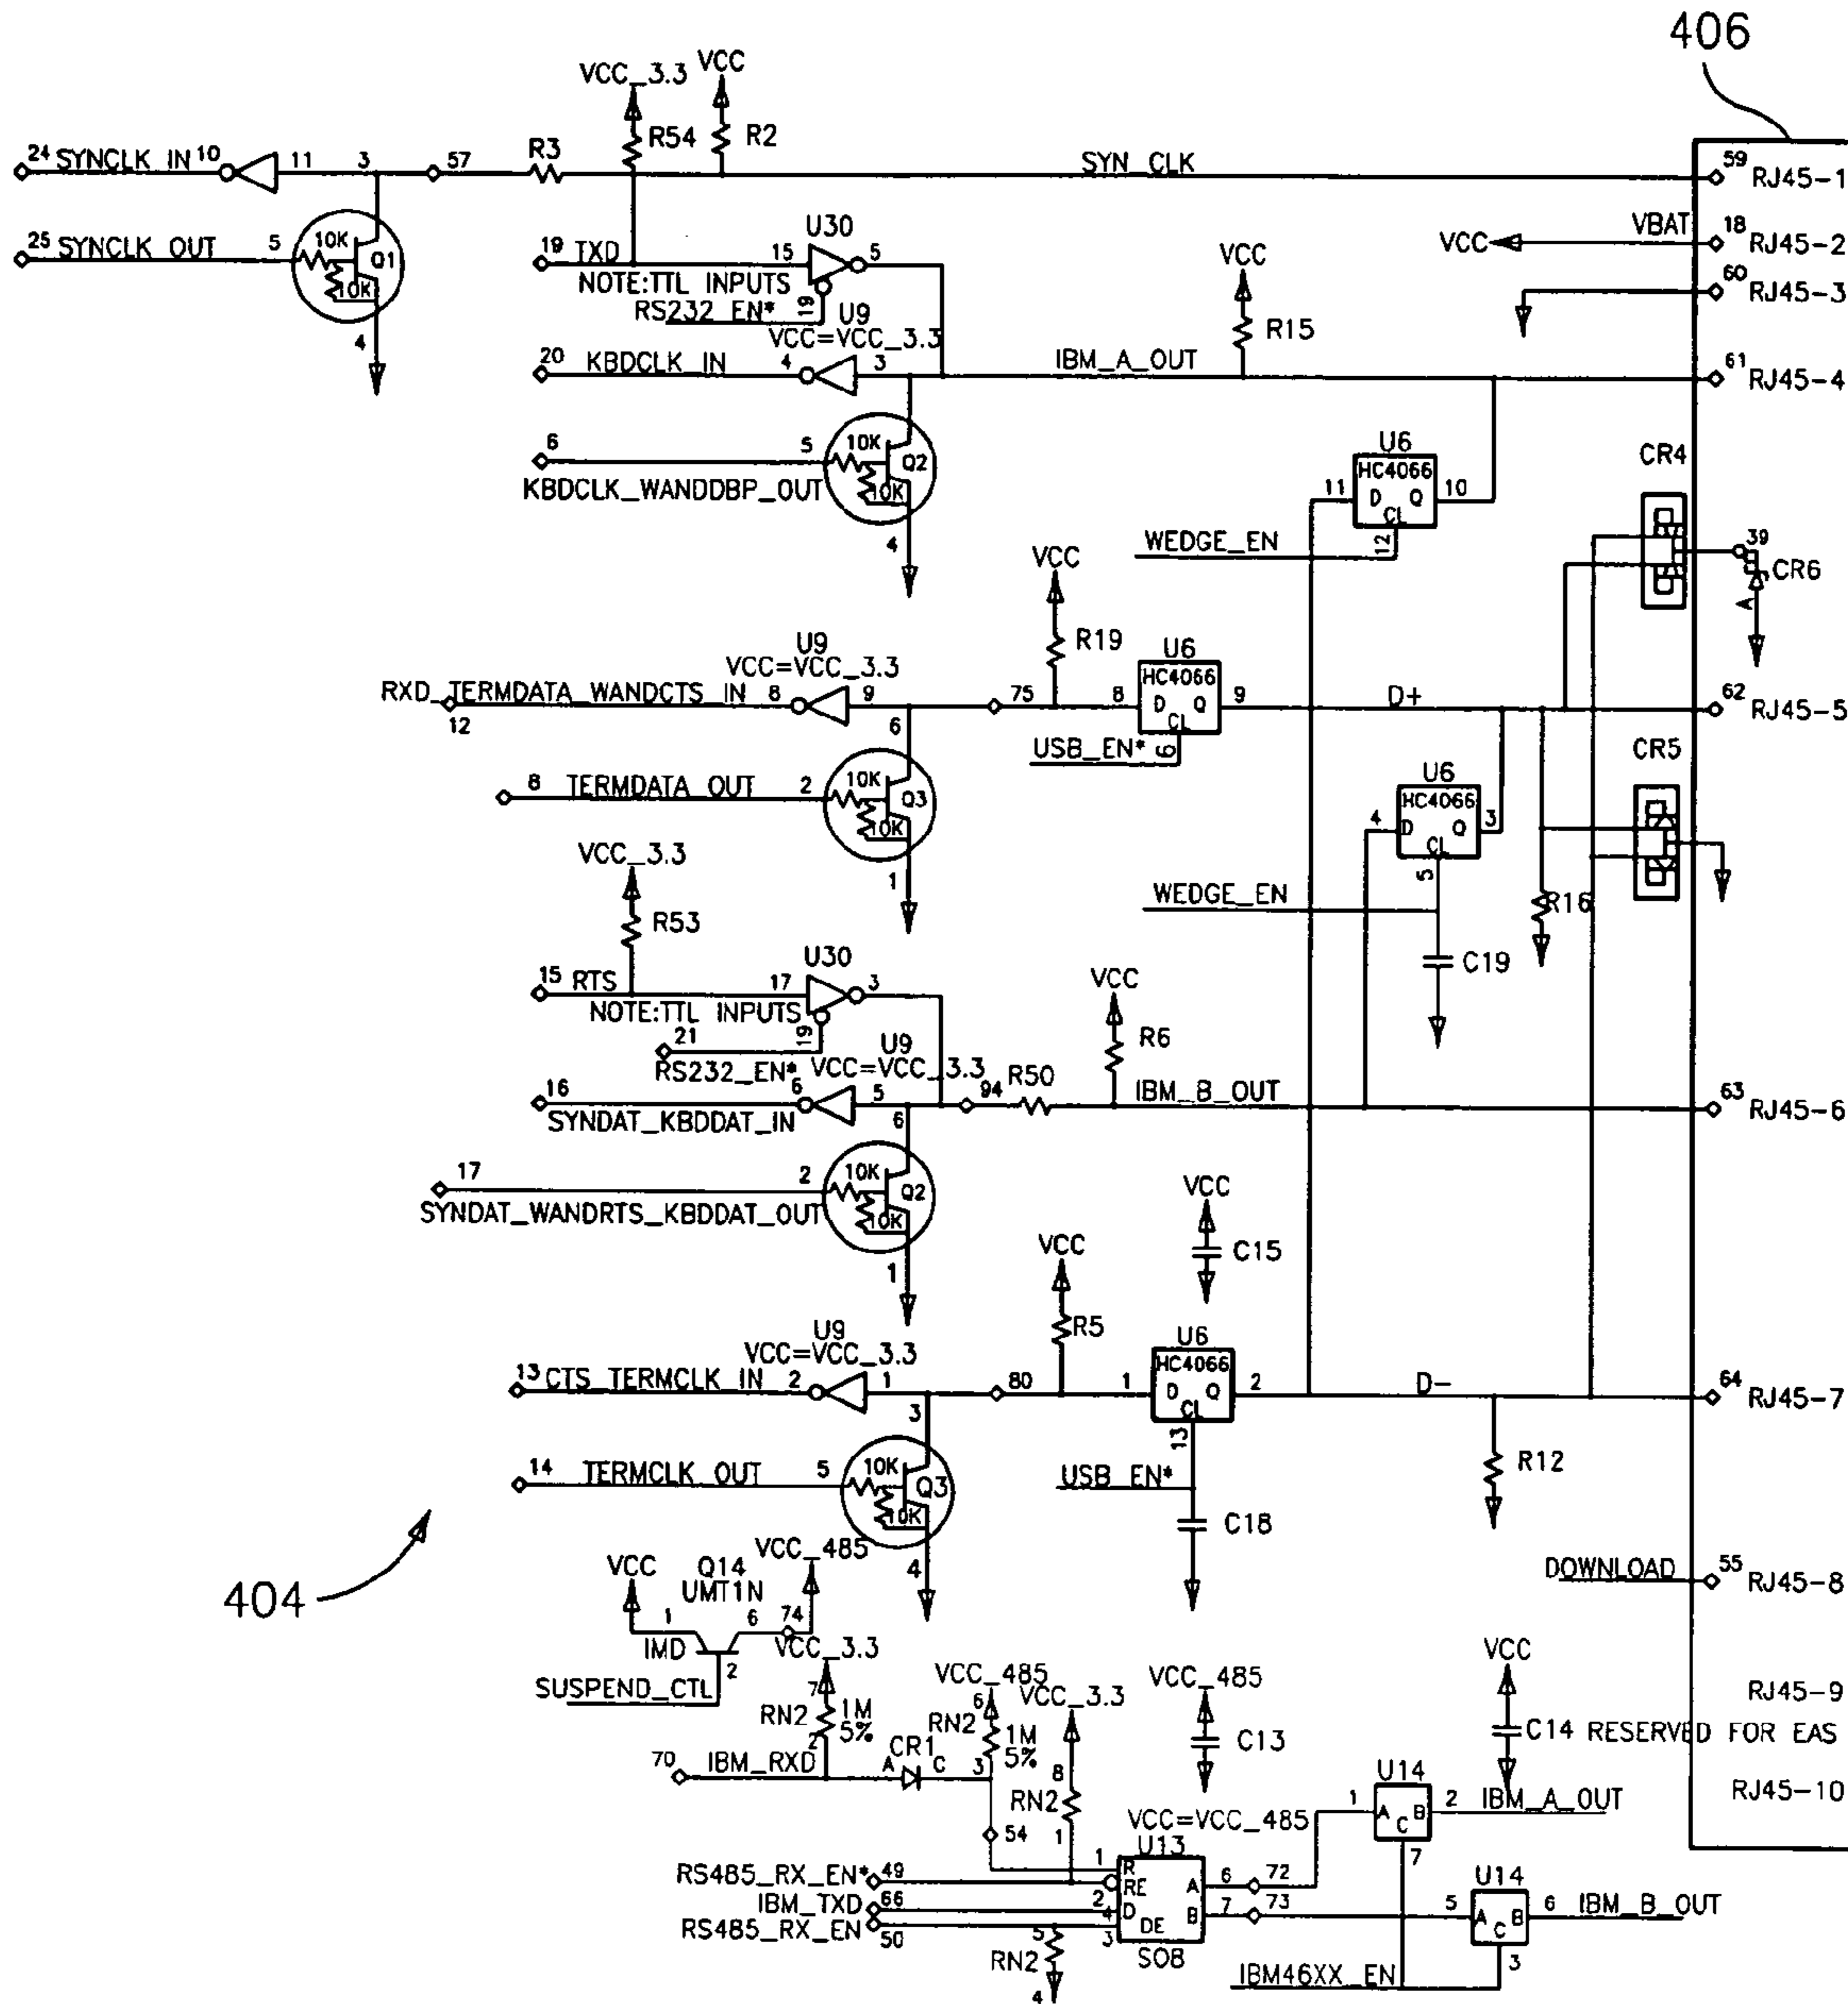 406
VCC_3.3 VCC
R54 R2
24 SYNCLK_IN 10 11 3 57 R3 SYN_CLK 59 RJ45-1
U30 VBAT 18 RJ45-2
VCC
25 SYNCLK_OUT 5 10K Q1 19 TXD 15 5
10K NOTE:TTL INPUTS VCC 60 RJ45-3
RS232_EN* 19 U9 R15
4 VCC=VCC_3.3
20 KBDCLK_IN 4 3 IBM_A_OUT 61 RJ45-4
6 5 10K Q2 U6 CR4
KBDCLK_WANDDBP_OUT 10K HC4066
11 D Q 10
CL
4 WEDGE_EN 12 39
VCC CR6
A
R19
U9 U6
VCC=VCC_3.3 HC4066
RXD_TERMDATA_WANDCTS_IN 8 9 75 8 D Q 9 D+ 62 RJ45-5
12 6 CL
USB_EN* 6 CR5
8 TERMDATA_OUT 2 10K Q3 U6
10K HC4066
4 D Q 3
CL
VCC_3.3 1 5
WEDGE_EN R16
R53
U30 C19
15 RTS 17 3 VCC
NOTE:TTL INPUTS
21 19 U9 R6
RS232_EN* VCC=VCC_3.3
16 6 5 94 R50 IBM_B_OUT 63 RJ45-6
SYNDAT_KBDDAT_IN 6
17 2 10K Q2 VCC
SYNDAT_WANDRTS_KBDDAT_OUT 10K
VCC C15
1
R5
U9 U6
VCC=VCC_3.3 HC4066
13 CTS_TERMCLK_IN 2 1 80 1 D Q 2 D- 64 RJ45-7
3 CL
13
14 TERMCLK_OUT 5 10K Q3 USB_EN* R12
10K C18
404 VCC Q14 VCC_485 4
UMT1N DOWNLOAD 55 RJ45-8
1 6 74
IMD VCC_3.3
2 VCC
SUSPEND_CTL 7 VCC_485 VCC_485
RN2 1M 6 VCC_3.3 RJ45-9
5% RN2 1M C13 C14 RESERVED FOR EAS
2 CR1 5%
70 IBM_RXD A C 3 8 U14
RN2 RJ45-10
VCC=VCC_485 1 A B 2 IBM_A_OUT
54 1 U13 C
1 R 7
RS485_RX_EN* 49 RE A 6 72
IBM_TXD 66 2 D U14
RS485_RX_EN 4 B 7 73 5 A B 6 IBM_B_OUT
50 5 3 DE C
RN2 SO8 3
4 IBM46XX_EN